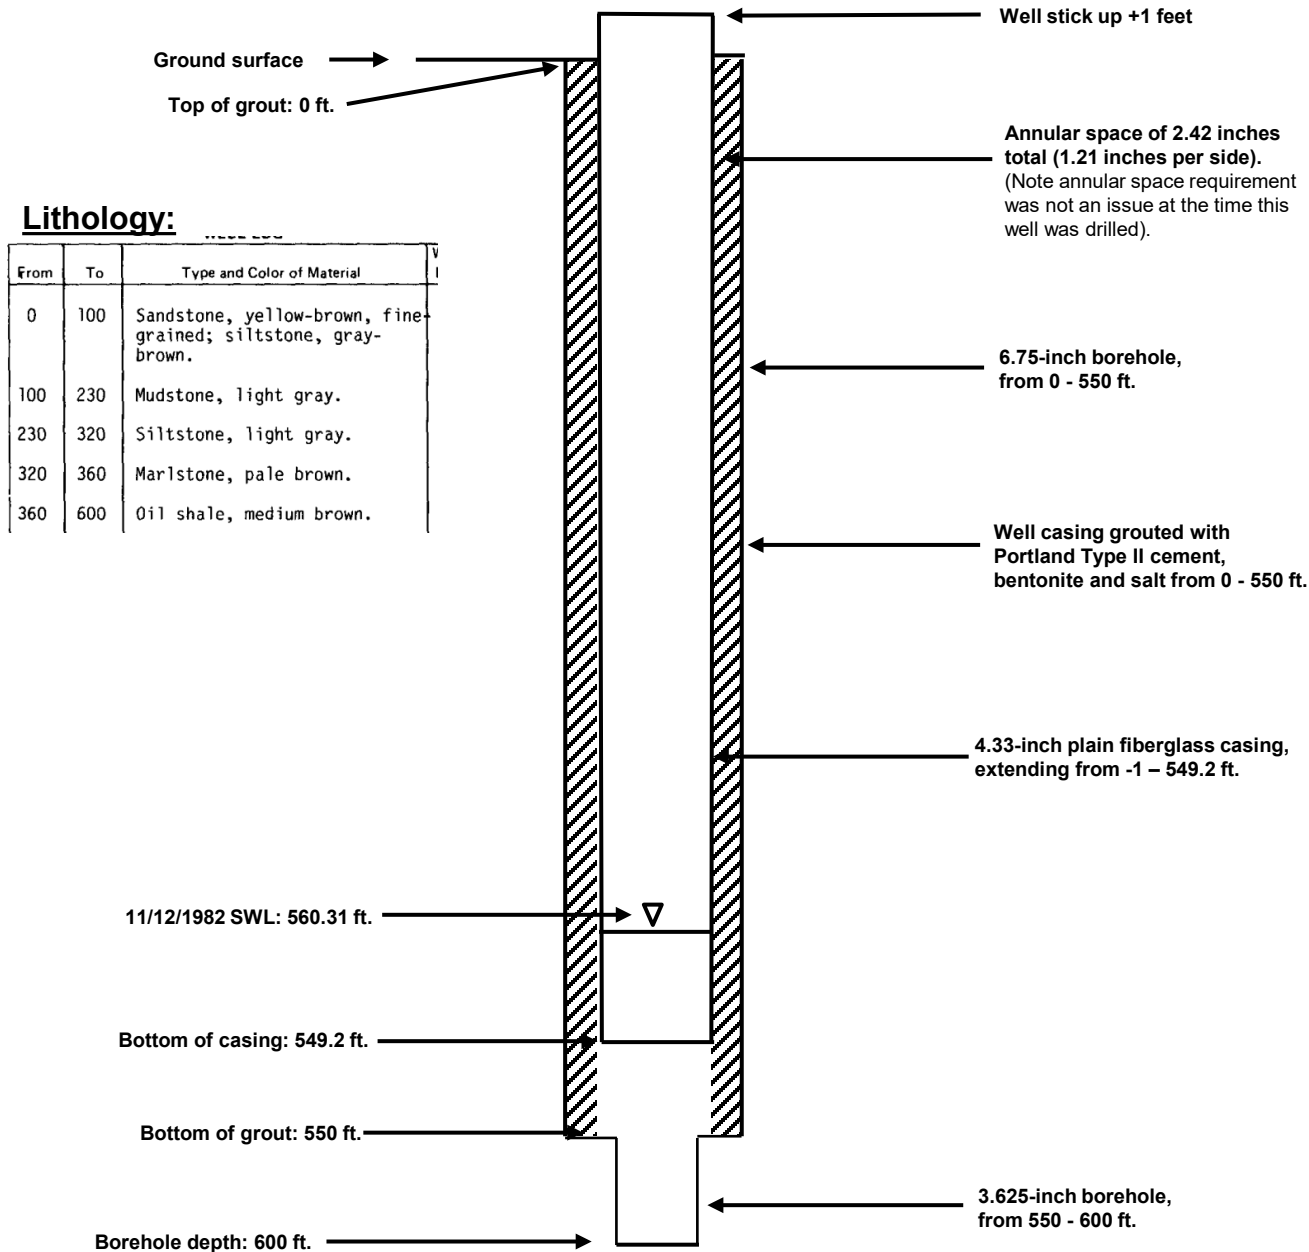 Well stick up +1 feet
Ground surface
Top of grout: 0 ft.
Annular space of 2.42 inches
total (1.21 inches per side).
(Note annular space requirement
was not an issue at the time this
well was drilled).
Lithology:
From To Type and Color of Material
0 100 Sandstone, yellow-brown, fine-
grained; siltstone, gray-
brown.
100 230 Mudstone, light gray.
230 320 Siltstone, light gray.
320 360 Marlstone, pale brown.
360 600 Oil shale, medium brown.
6.75-inch borehole,
from 0 - 550 ft.
Well casing grouted with
Portland Type II cement,
bentonite and salt from 0 - 550 ft.
4.33-inch plain fiberglass casing,
extending from -1 – 549.2 ft.
11/12/1982 SWL: 560.31 ft.
Bottom of casing: 549.2 ft.
Bottom of grout: 550 ft.
3.625-inch borehole,
from 550 - 600 ft.
Borehole depth: 600 ft.